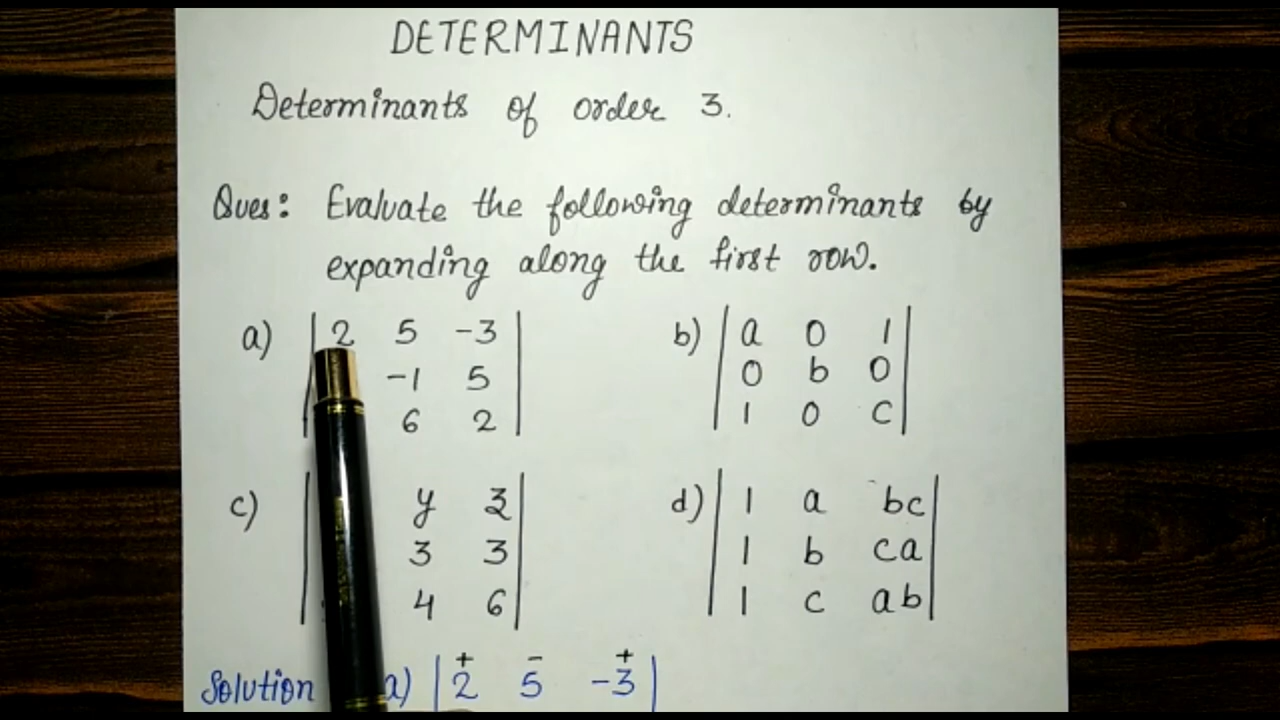 DETERMINANTS
Determinants of order 3.
Ques: Evaluate the following determinants by
expanding along the first row.
a) | 2 5 -3 | b) | a 0 1 |
-1 5 | | 0 b 0 |
6 2 | | 1 0 c |
c) | y z | d) | 1 a bc |
| 3 3 | | 1 b ca |
| 4 6 | | 1 c ab |
+ - +
Solution a) | 2 5 -3 |